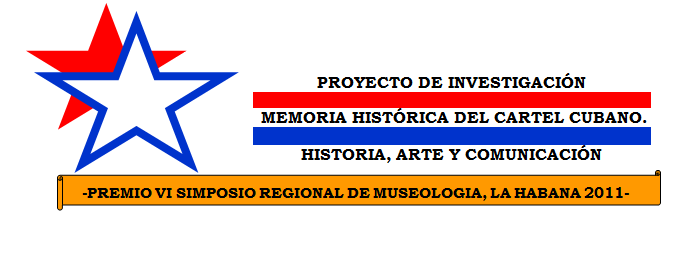 PROYECTO DE INVESTIGACIÓN
MEMORIA HISTÓRICA DEL CARTEL CUBANO.
HISTORIA, ARTE Y COMUNICACIÓN
-PREMIO VI SIMPOSIO REGIONAL DE MUSEOLOGIA, LA HABANA 2011-